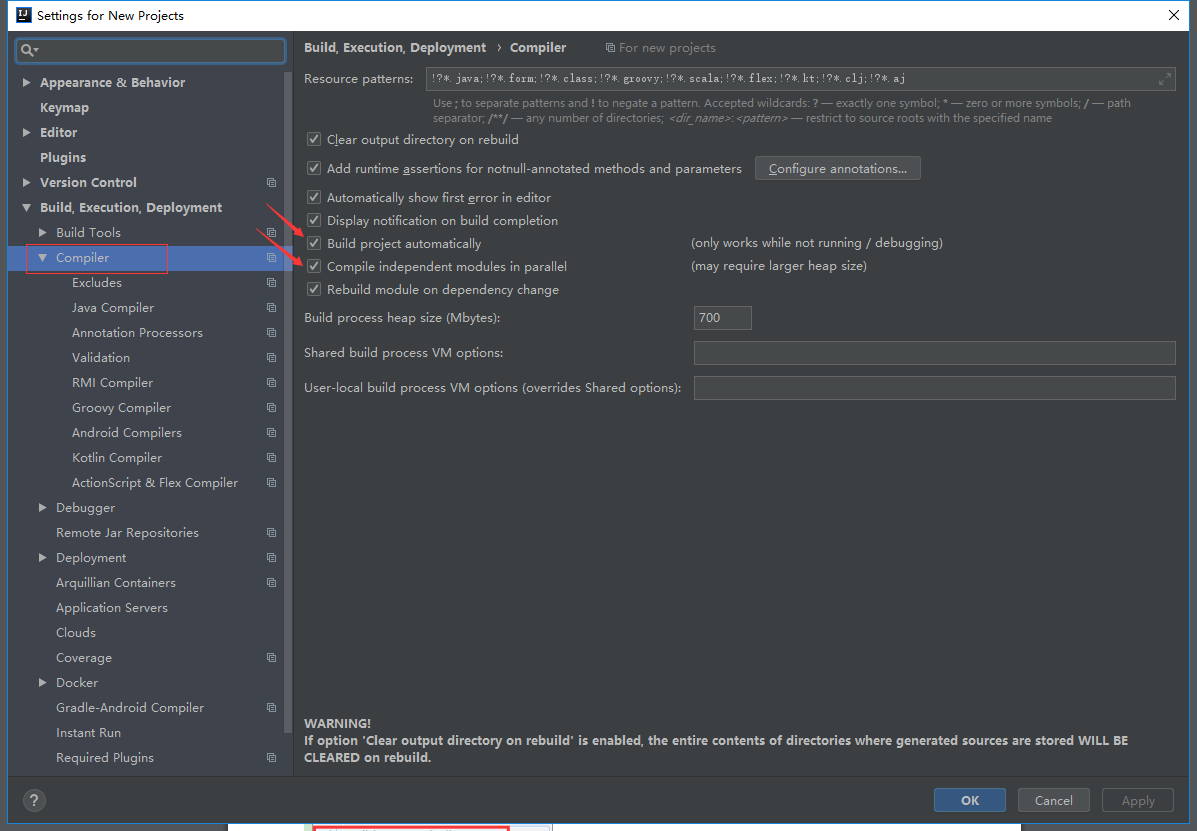 Settings for New Projects
Build, Execution, Deployment › Compiler For new projects
Appearance & Behavior
Keymap
Editor
Plugins
Version Control
Build, Execution, Deployment
Build Tools
Compiler
Excludes
Java Compiler
Annotation Processors
Validation
RMI Compiler
Groovy Compiler
Android Compilers
Kotlin Compiler
ActionScript & Flex Compiler
Debugger
Remote Jar Repositories
Deployment
Arquillian Containers
Application Servers
Clouds
Coverage
Docker
Gradle-Android Compiler
Instant Run
Required Plugins
Resource patterns: !?*.java;!?*.form;!?*.class;!?*.groovy;!?*.scala;!?*.flex;!?*.kt;!?*.clj;!?*.aj
Use ; to separate patterns and ! to negate a pattern. Accepted wildcards: ? — exactly one symbol; * — zero or more symbols; / — path
separator; /**/ — any number of directories; <dir_name>:<pattern> — restrict to source roots with the specified name
Clear output directory on rebuild
Add runtime assertions for notnull-annotated methods and parameters Configure annotations...
Automatically show first error in editor
Display notification on build completion
Build project automatically (only works while not running / debugging)
Compile independent modules in parallel (may require larger heap size)
Rebuild module on dependency change
Build process heap size (Mbytes): 700
Shared build process VM options:
User-local build process VM options (overrides Shared options):
WARNING!
If option 'Clear output directory on rebuild' is enabled, the entire contents of directories where generated sources are stored WILL BE
CLEARED on rebuild.
? OK Cancel Apply